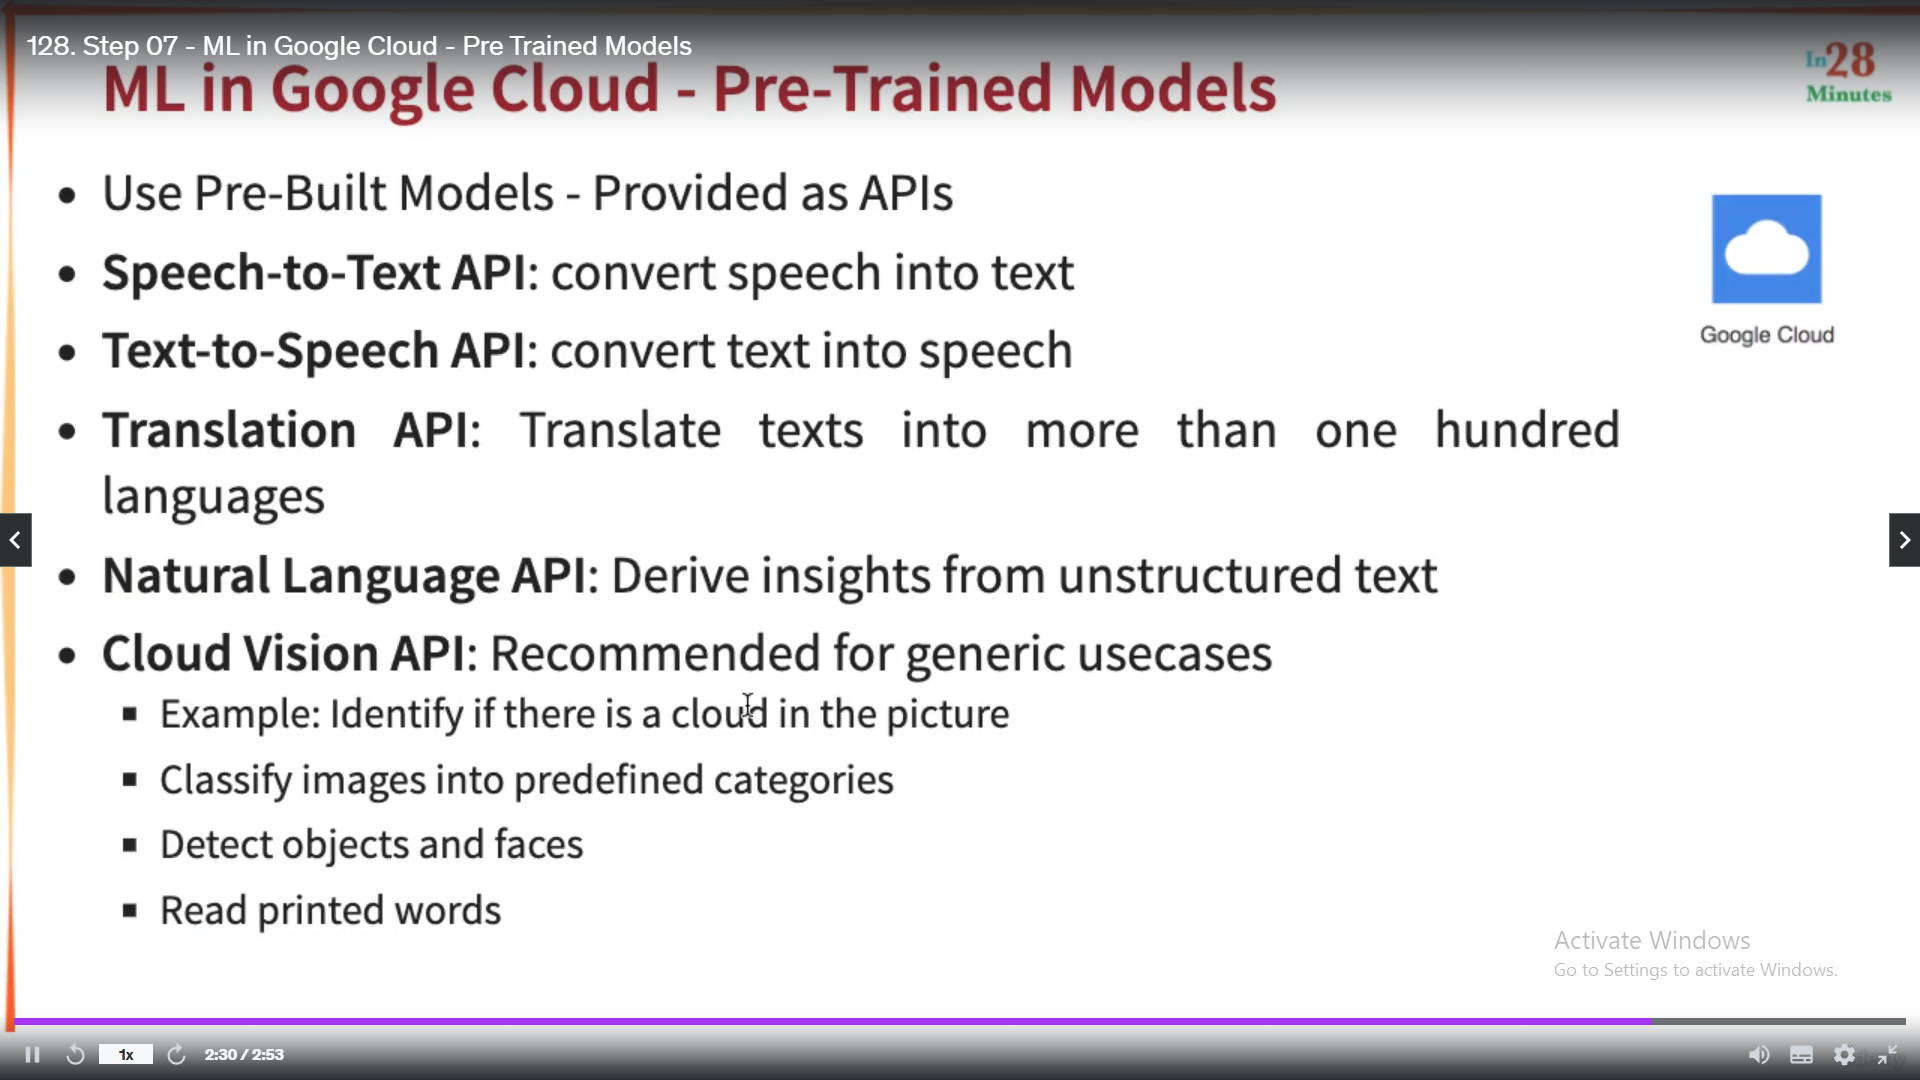 128. Step 07 - ML in Google Cloud - Pre Trained Models
ML in Google Cloud - Pre-Trained Models
In28
Minutes
• Use Pre-Built Models - Provided as APIs
• Speech-to-Text API: convert speech into text
• Text-to-Speech API: convert text into speech
• Translation API: Translate texts into more than one hundred
languages
• Natural Language API: Derive insights from unstructured text
• Cloud Vision API: Recommended for generic usecases
▪ Example: Identify if there is a cloud in the picture
▪ Classify images into predefined categories
▪ Detect objects and faces
▪ Read printed words
Google Cloud
Activate Windows
Go to Settings to activate Windows.
1x
2:30 / 2:53